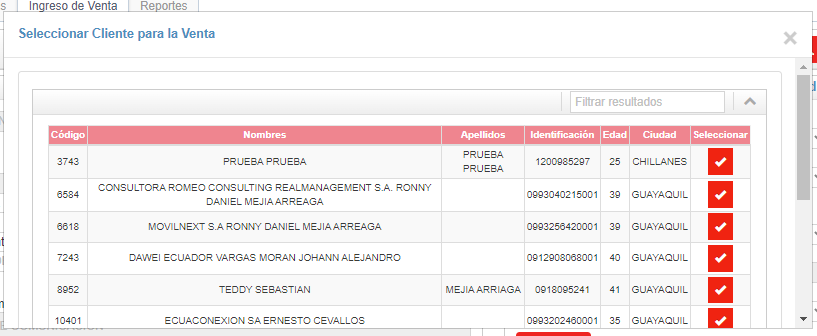 Ingreso de Venta Reportes
Seleccionar Cliente para la Venta
Filtrar resultados
Código Nombres Apellidos Identificación Edad Ciudad Seleccionar
3743 PRUEBA PRUEBA PRUEBA PRUEBA 1200985297 25 CHILLANES
6584 CONSULTORA ROMEO CONSULTING REALMANAGEMENT S.A. RONNY
DANIEL MEJIA ARREAGA 0993040215001 39 GUAYAQUIL
6618 MOVILNEXT S.A RONNY DANIEL MEJIA ARREAGA 0993256420001 39 GUAYAQUIL
7243 DAWEI ECUADOR VARGAS MORAN JOHANN ALEJANDRO 0912908068001 40 GUAYAQUIL
8952 TEDDY SEBASTIAN MEJIA ARRIAGA 0918095241 41 GUAYAQUIL
10401 ECUACONEXION SA ERNESTO CEVALLOS 0993202460001 35 GUAYAQUIL